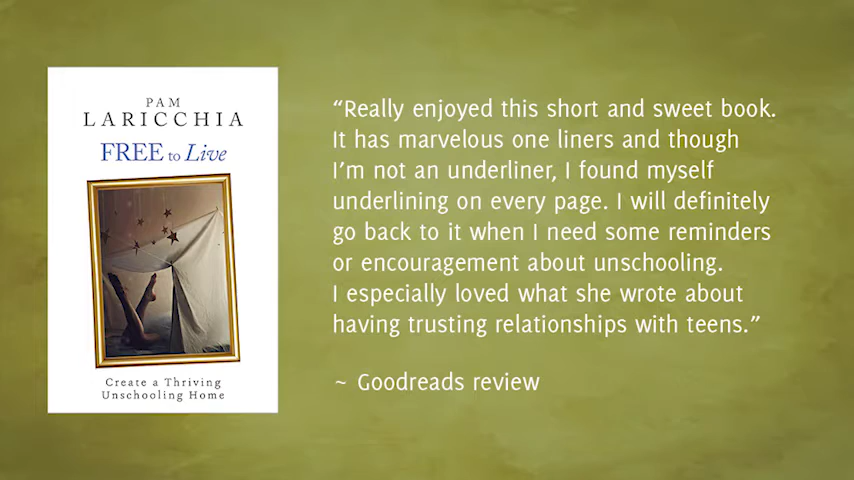 PAM
LARICCHIA
FREE to Live
Create a Thriving
Unschooling Home
“Really enjoyed this short and sweet book.
It has marvelous one liners and though
I’m not an underliner, I found myself
underlining on every page. I will definitely
go back to it when I need some reminders
or encouragement about unschooling.
I especially loved what she wrote about
having trusting relationships with teens.”
~ Goodreads review